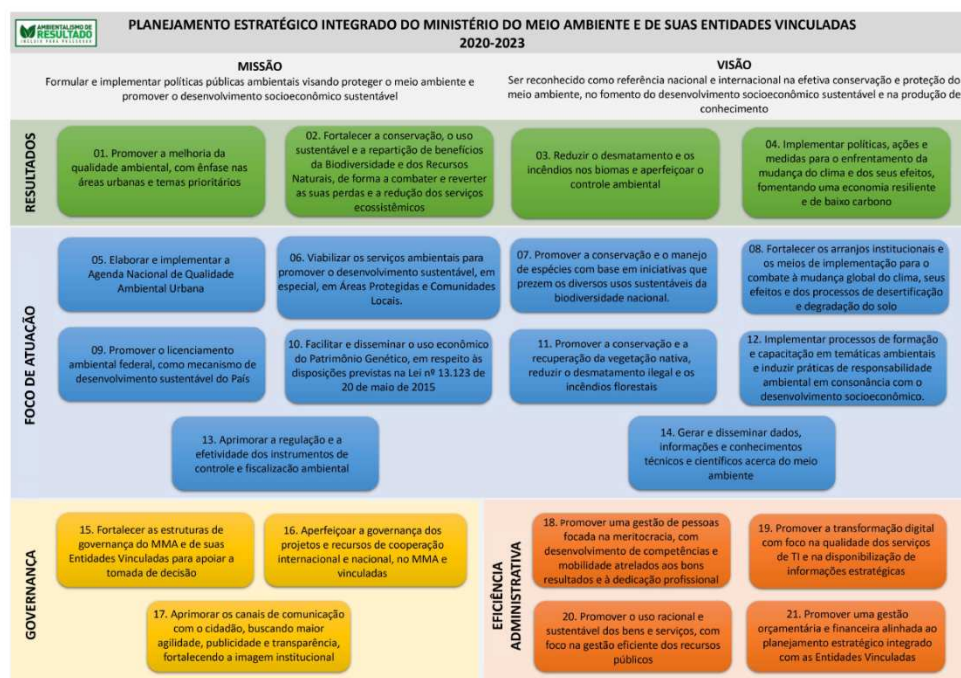 AMBIENTALISMO DE
RESULTADO
PLANEJAMENTO ESTRATÉGICO INTEGRADO DO MINISTÉRIO DO MEIO AMBIENTE E DE SUAS ENTIDADES VINCULADAS
2020-2023
MISSÃO
Formular e implementar políticas públicas ambientais visando proteger o meio ambiente e
promover o desenvolvimento socioeconômico sustentável
VISÃO
Ser reconhecido como referência nacional e internacional na efetiva conservação e proteção do
meio ambiente, no fomento do desenvolvimento socioeconômico sustentável e na produção de
conhecimento
RESULTADOS
01. Promover a melhoria da
qualidade ambiental, com ênfase nas
áreas urbanas e temas prioritários
02. Fortalecer a conservação, o uso
sustentável e a repartição de benefícios
da Biodiversidade e dos Recursos
Naturais, de forma a combater e reverter
as suas perdas e a redução dos serviços
ecossistêmicos
03. Reduzir o desmatamento e os
incêndios nos biomas e aperfeiçoar o
controle ambiental
04. Implementar políticas, ações e
medidas para o enfrentamento da
mudança do clima e dos seus efeitos,
fomentando uma economia resiliente
e de baixo carbono
FOCO DE ATUAÇÃO
05. Elaborar e implementar a
Agenda Nacional de Qualidade
Ambiental Urbana
06. Viabilizar os serviços ambientais para
promover o desenvolvimento sustentável, em
especial, em Áreas Protegidas e Comunidades
Locais.
07. Promover a conservação e o manejo
de espécies com base em iniciativas que
prezem os diversos usos sustentáveis da
biodiversidade nacional.
08. Fortalecer os arranjos institucionais e
os meios de implementação para o
combate à mudança global do clima, seus
efeitos e dos processos de desertificação e
degradação do solo
09. Promover o licenciamento
ambiental federal, como mecanismo de
desenvolvimento sustentável do País
10. Facilitar e disseminar o uso econômico
do Patrimônio Genético, em respeito às
disposições previstas na Lei nº 13.123 de
20 de maio de 2015
11. Promover a conservação e a
recuperação da vegetação nativa,
reduzir o desmatamento ilegal e os
incêndios florestais
12. Implementar processos de formação
e capacitação em temáticas ambientais
e induzir práticas de responsabilidade
ambiental em consonância com o
desenvolvimento socioeconômico.
13. Aprimorar a regulação e a
efetividade dos instrumentos de
controle e fiscalização ambiental
14. Gerar e disseminar dados,
informações e conhecimentos
técnicos e científicos acerca do meio
ambiente
GOVERNANÇA
15. Fortalecer as estruturas de
governança do MMA e de suas
Entidades Vinculadas para apoiar a
tomada de decisão
16. Aperfeiçoar a governança dos
projetos e recursos de cooperação
internacional e nacional, no MMA e
vinculadas
17. Aprimorar os canais de comunicação
com o cidadão, buscando maior
agilidade, publicidade e transparência,
fortalecendo a imagem institucional
EFICIÊNCIA
ADMINISTRATIVA
18. Promover uma gestão de pessoas
focada na meritocracia, com
desenvolvimento de competências e
mobilidade atrelados aos bons
resultados e à dedicação profissional
19. Promover a transformação digital
com foco na qualidade dos serviços
de TI e na disponibilização de
informações estratégicas
20. Promover o uso racional e
sustentável dos bens e serviços, com
foco na gestão eficiente dos recursos
públicos
21. Promover uma gestão
orçamentária e financeira alinhada ao
planejamento estratégico integrado
com as Entidades Vinculadas